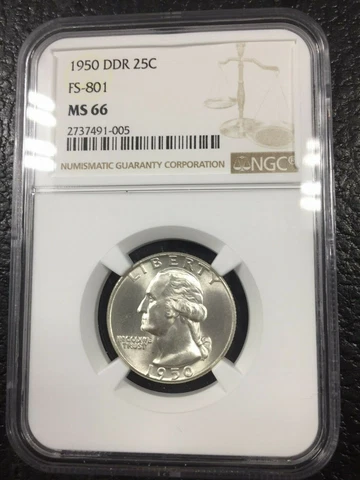 1950 DDR 25C
FS-801
MS 66
2737491-005
NUMISMATIC GUARANTY CORPORATION NGC
LIBERTY
IN GOD WE
TRUST
1950